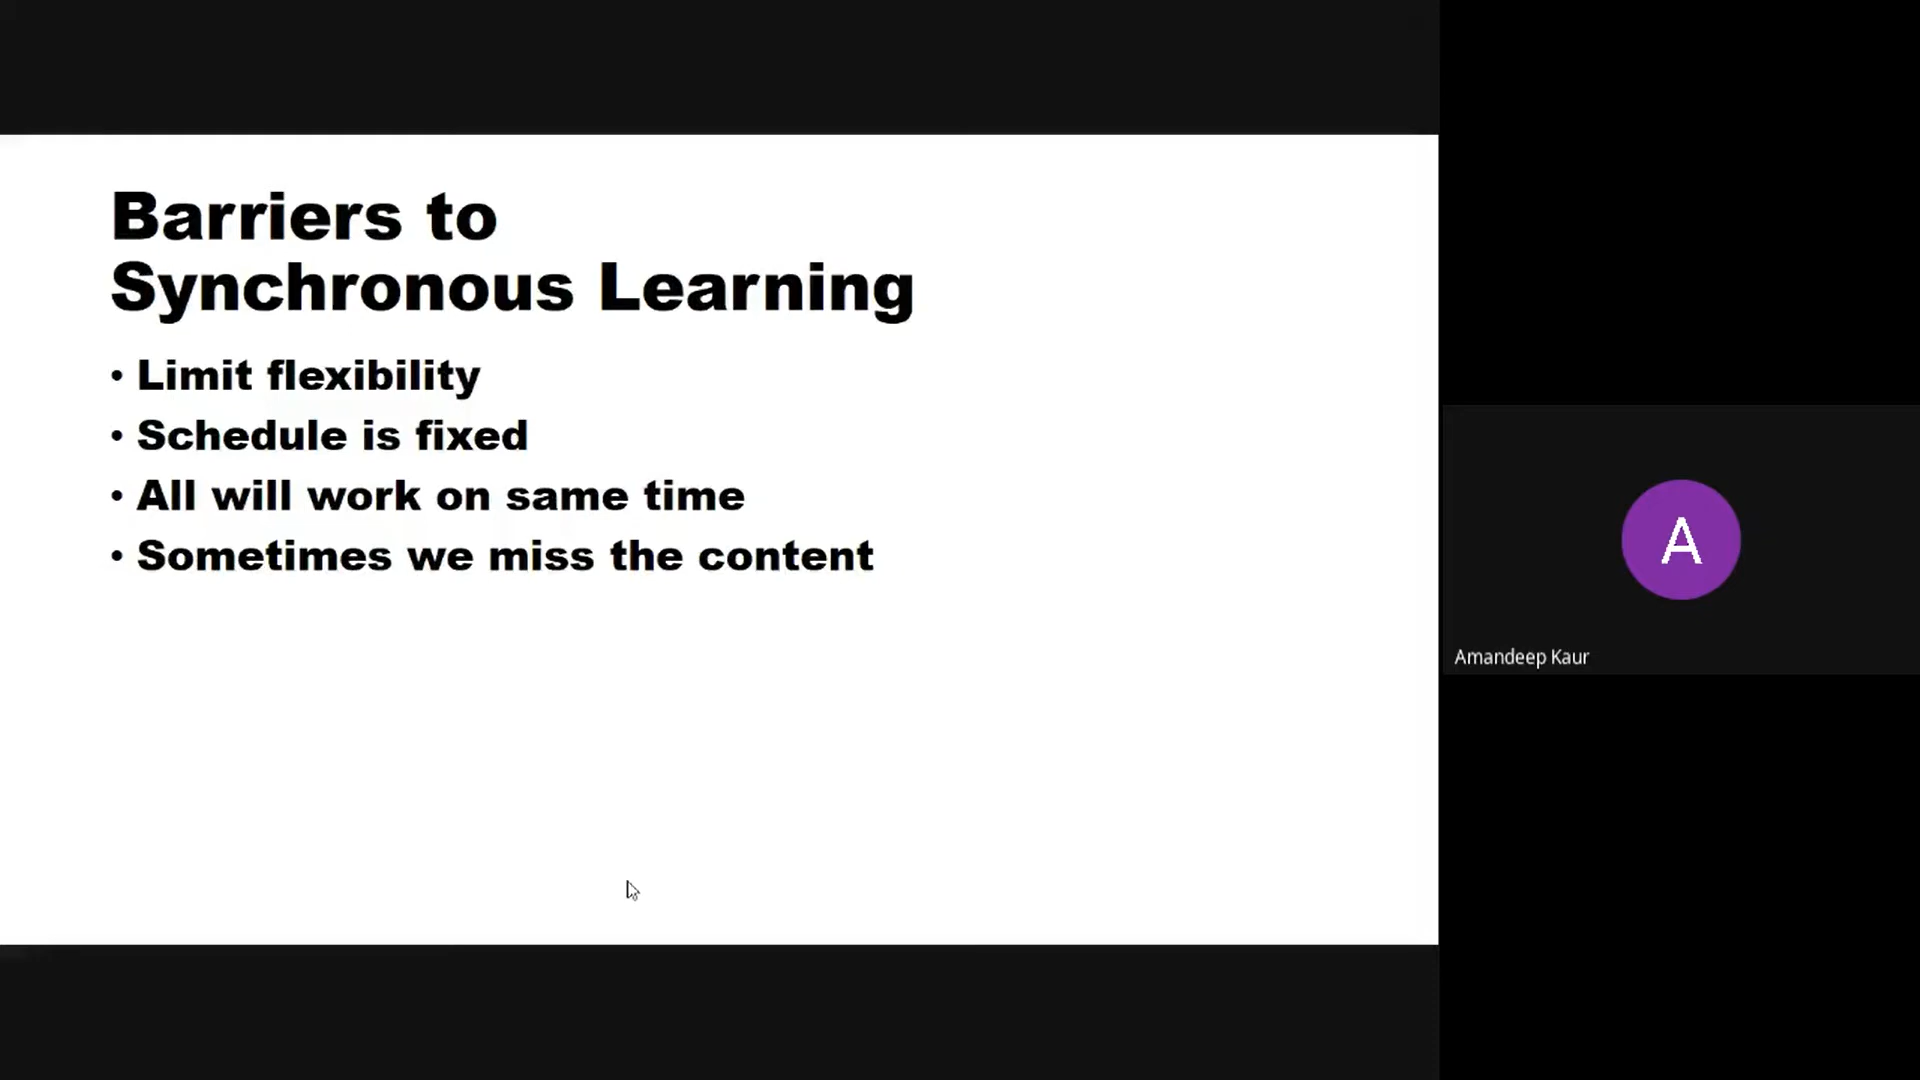 Barriers to
Synchronous Learning
• Limit flexibility
• Schedule is fixed
• All will work on same time
• Sometimes we miss the content
A
Amandeep Kaur